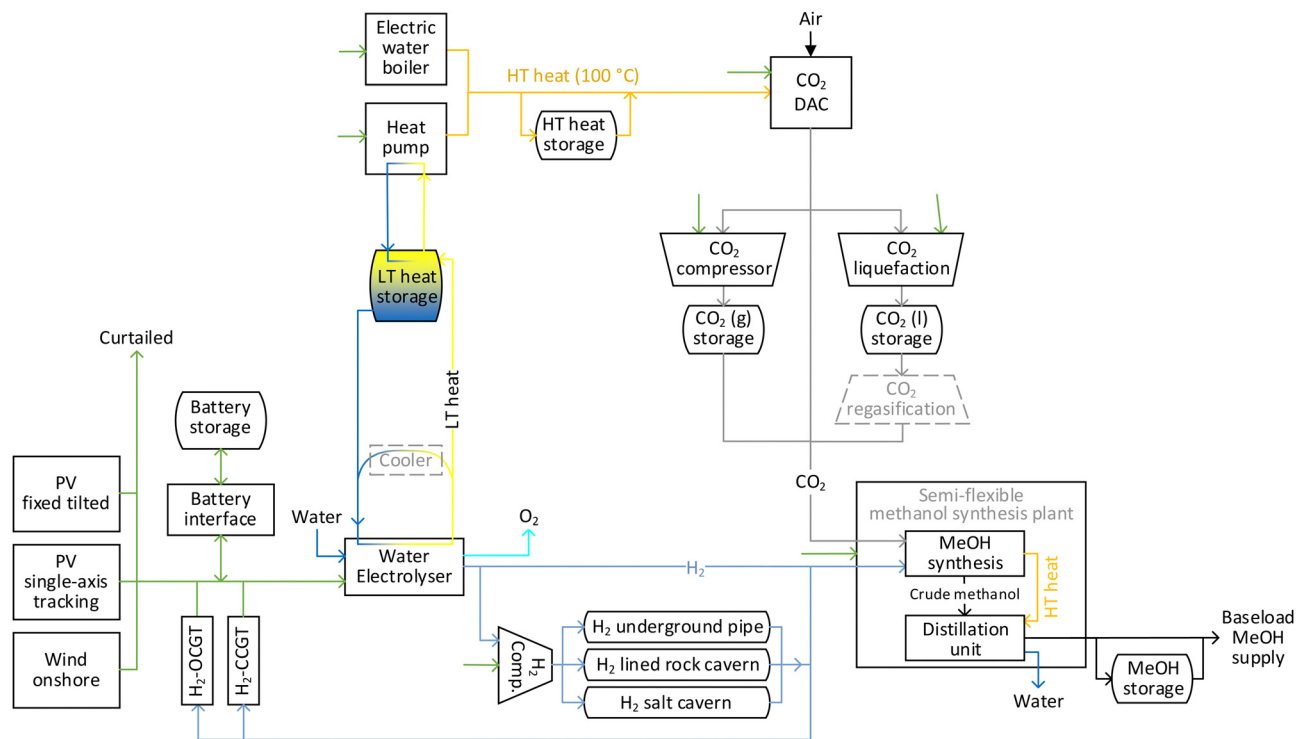 Air
Electric
water
boiler
HT heat (100 °C)
CO₂
DAC
Heat
pump
HT heat
storage
CO₂
compressor
CO₂
liquefaction
LT heat
storage
CO₂ (g)
storage
CO₂ (l)
storage
Curtailed
CO₂
regasification
LT heat
Battery
storage
Cooler
PV
fixed tilted
Battery
interface
Water
O₂
CO₂
Semi-flexible
methanol synthesis plant
MeOH
synthesis
HT heat
PV
single-axis
tracking
Water
Electrolyser
H₂
Crude methanol
Distillation
unit
Baseload
MeOH
supply
Wind
onshore
H₂-OCGT
H₂-CCGT
H₂
Comp.
H₂ underground pipe
H₂ lined rock cavern
H₂ salt cavern
Water
MeOH
storage